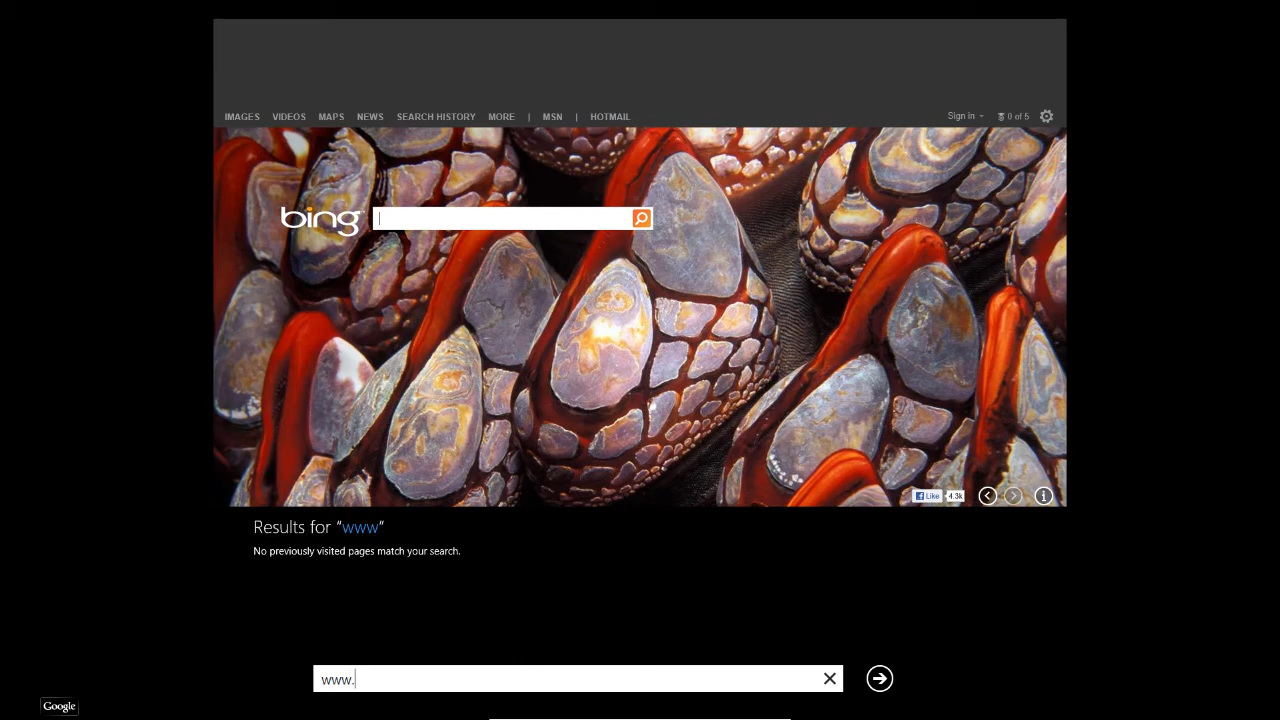 IMAGES VIDEOS MAPS NEWS SEARCH HISTORY MORE | MSN | HOTMAIL Sign in 0 of 5
bing
Like 4.3k
Results for “www”
No previously visited pages match your search.
www.
Google